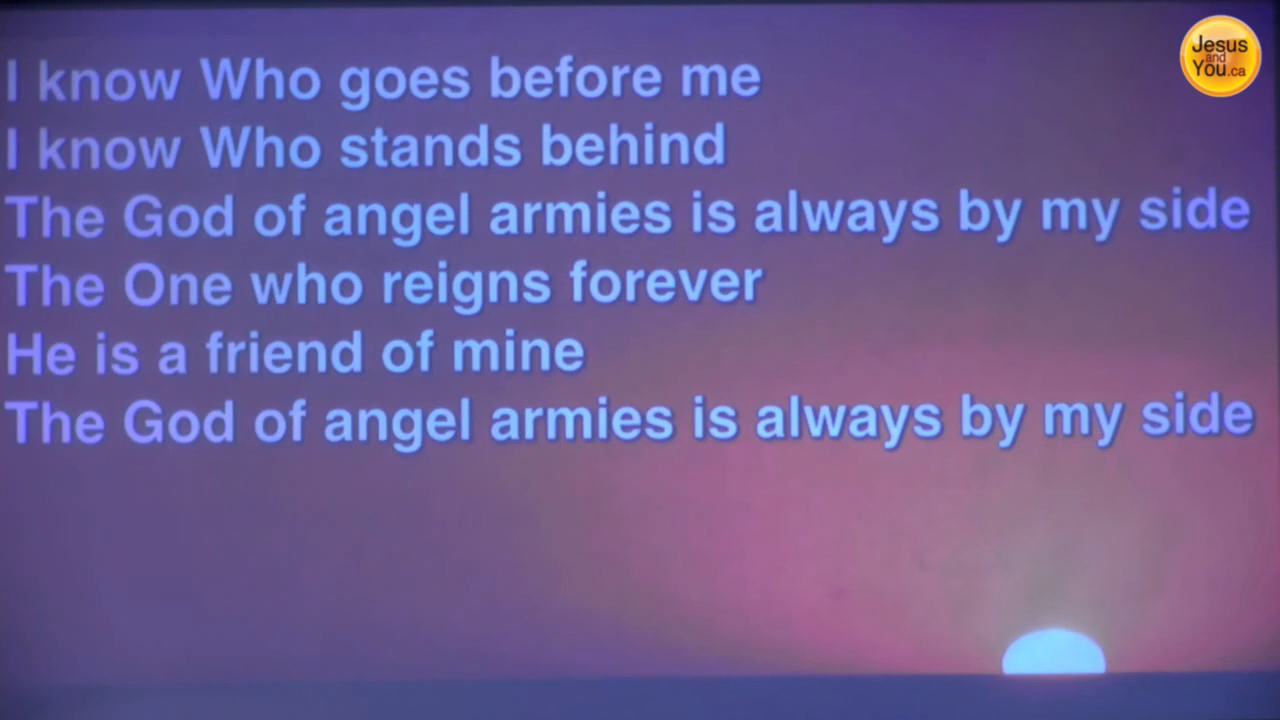 I know Who goes before me
I know Who stands behind
The God of angel armies is always by my side
The One who reigns forever
He is a friend of mine
The God of angel armies is always by my side
Jesus
and
You.ca